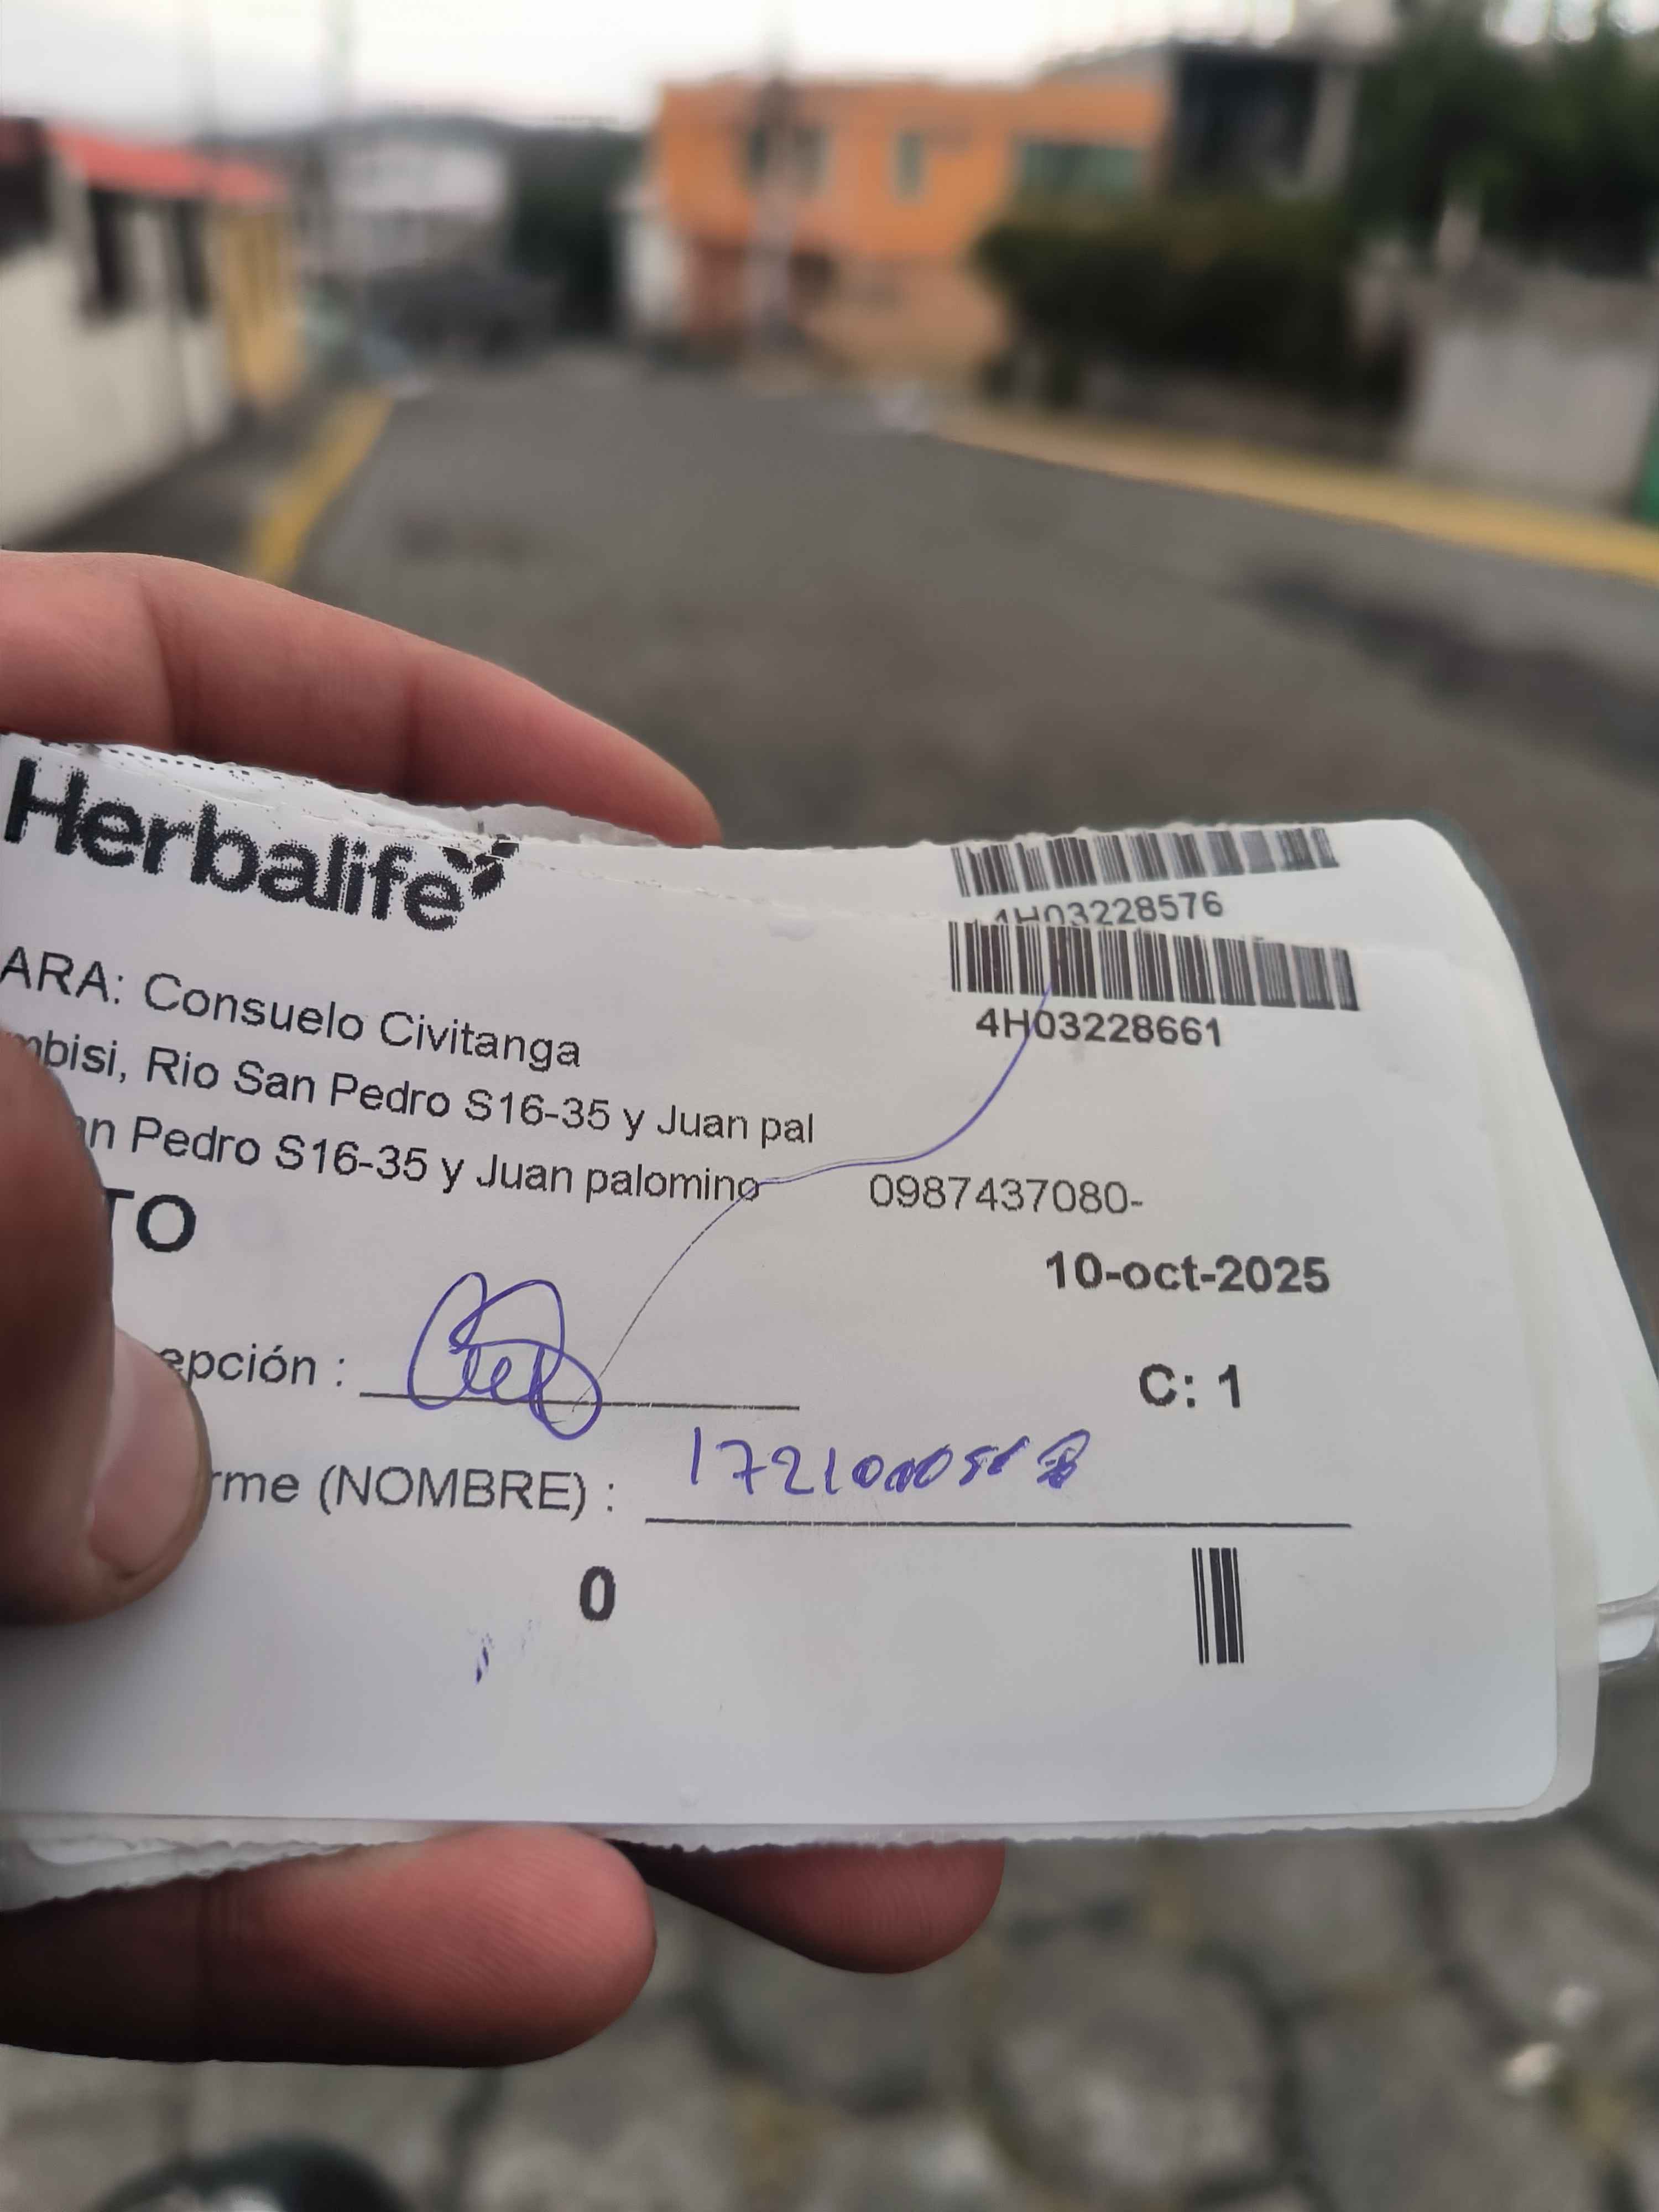 Herbalife
4H03228576
4H03228661
ARA: Consuelo Civitanga
mbisi, Rio San Pedro S16-35 y Juan pal
an Pedro S16-35 y Juan palomino
0987437080-
TO
10-oct-2025
epción :
C: 1
rme (NOMBRE) :
0